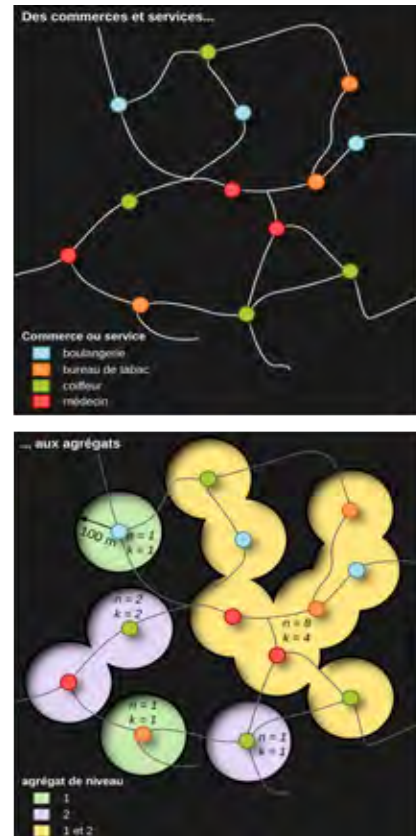 Des commerces et services...
Commerce ou service
boulangerie
bureau de tabac
coiffeur
médecin
... aux agrégats
100 m
n = 1
k = 1
n = 2
k = 2
n = 8
k = 4
n = 1
k = 1
n = 1
k = 1
agrégat de niveau
1
2
1 et 2